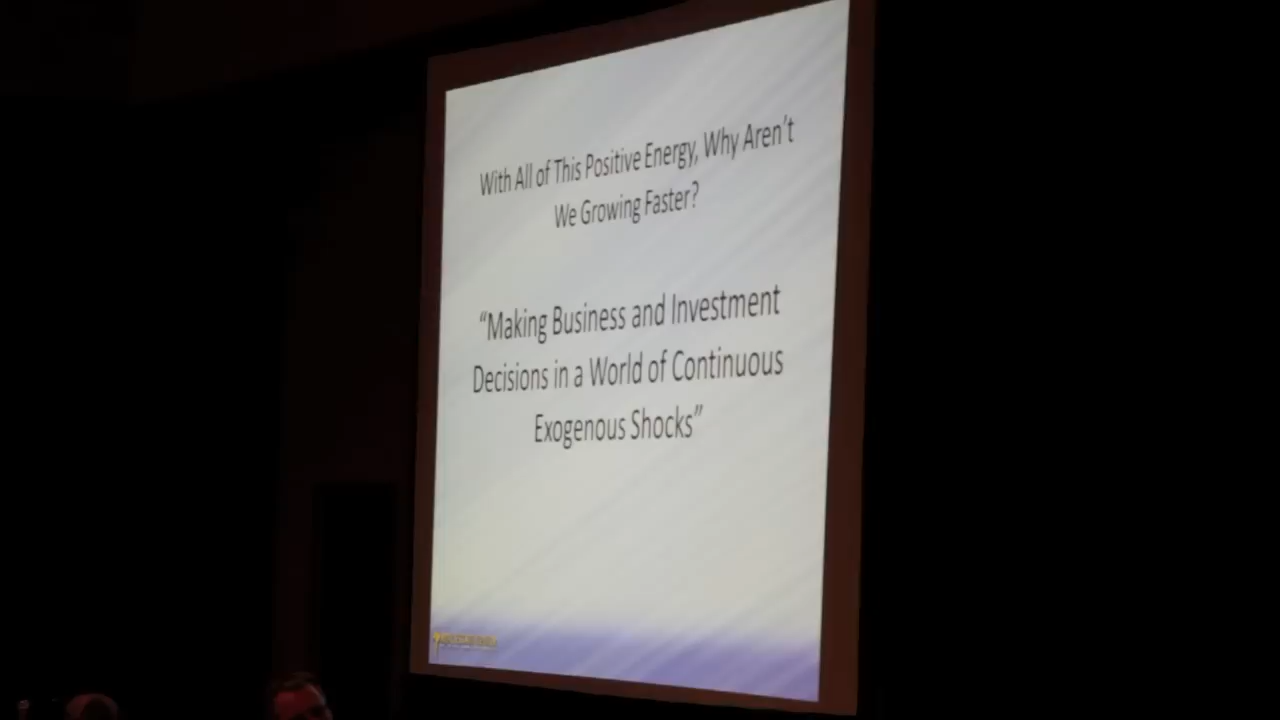 With All of This Positive Energy, Why Aren't
We Growing Faster?
“Making Business and Investment
Decisions in a World of Continuous
Exogenous Shocks”